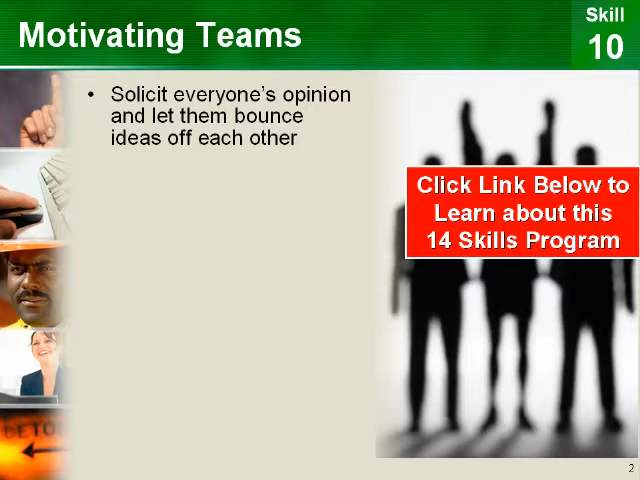 Motivating Teams
Skill
10
• Solicit everyone's opinion
and let them bounce
ideas off each other
Click Link Below to
Learn about this
14 Skills Program
DETO
2